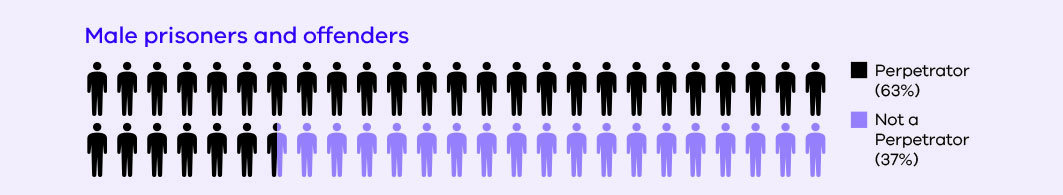 Male prisoners and offenders
Perpetrator
(63%)
Not a
Perpetrator
(37%)